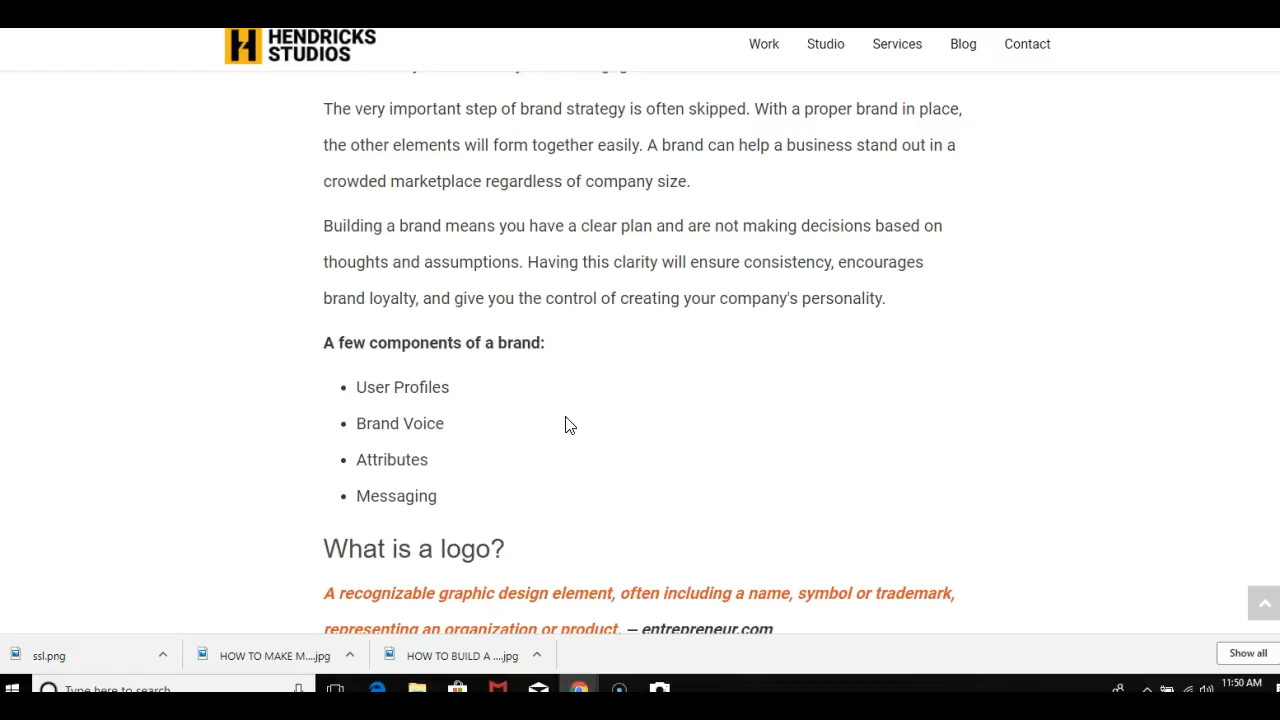 HENDRICKS
STUDIOS
Work Studio Services Blog Contact
The very important step of brand strategy is often skipped. With a proper brand in place,
the other elements will form together easily. A brand can help a business stand out in a
crowded marketplace regardless of company size.
Building a brand means you have a clear plan and are not making decisions based on
thoughts and assumptions. Having this clarity will ensure consistency, encourages
brand loyalty, and give you the control of creating your company's personality.
A few components of a brand:
• User Profiles
• Brand Voice
• Attributes
• Messaging
What is a logo?
A recognizable graphic design element, often including a name, symbol or trademark,
representing an organization or product. – entrepreneur.com
ssl.png HOW TO MAKE M....jpg HOW TO BUILD A ....jpg Show all
Type here to search 11:50 AM